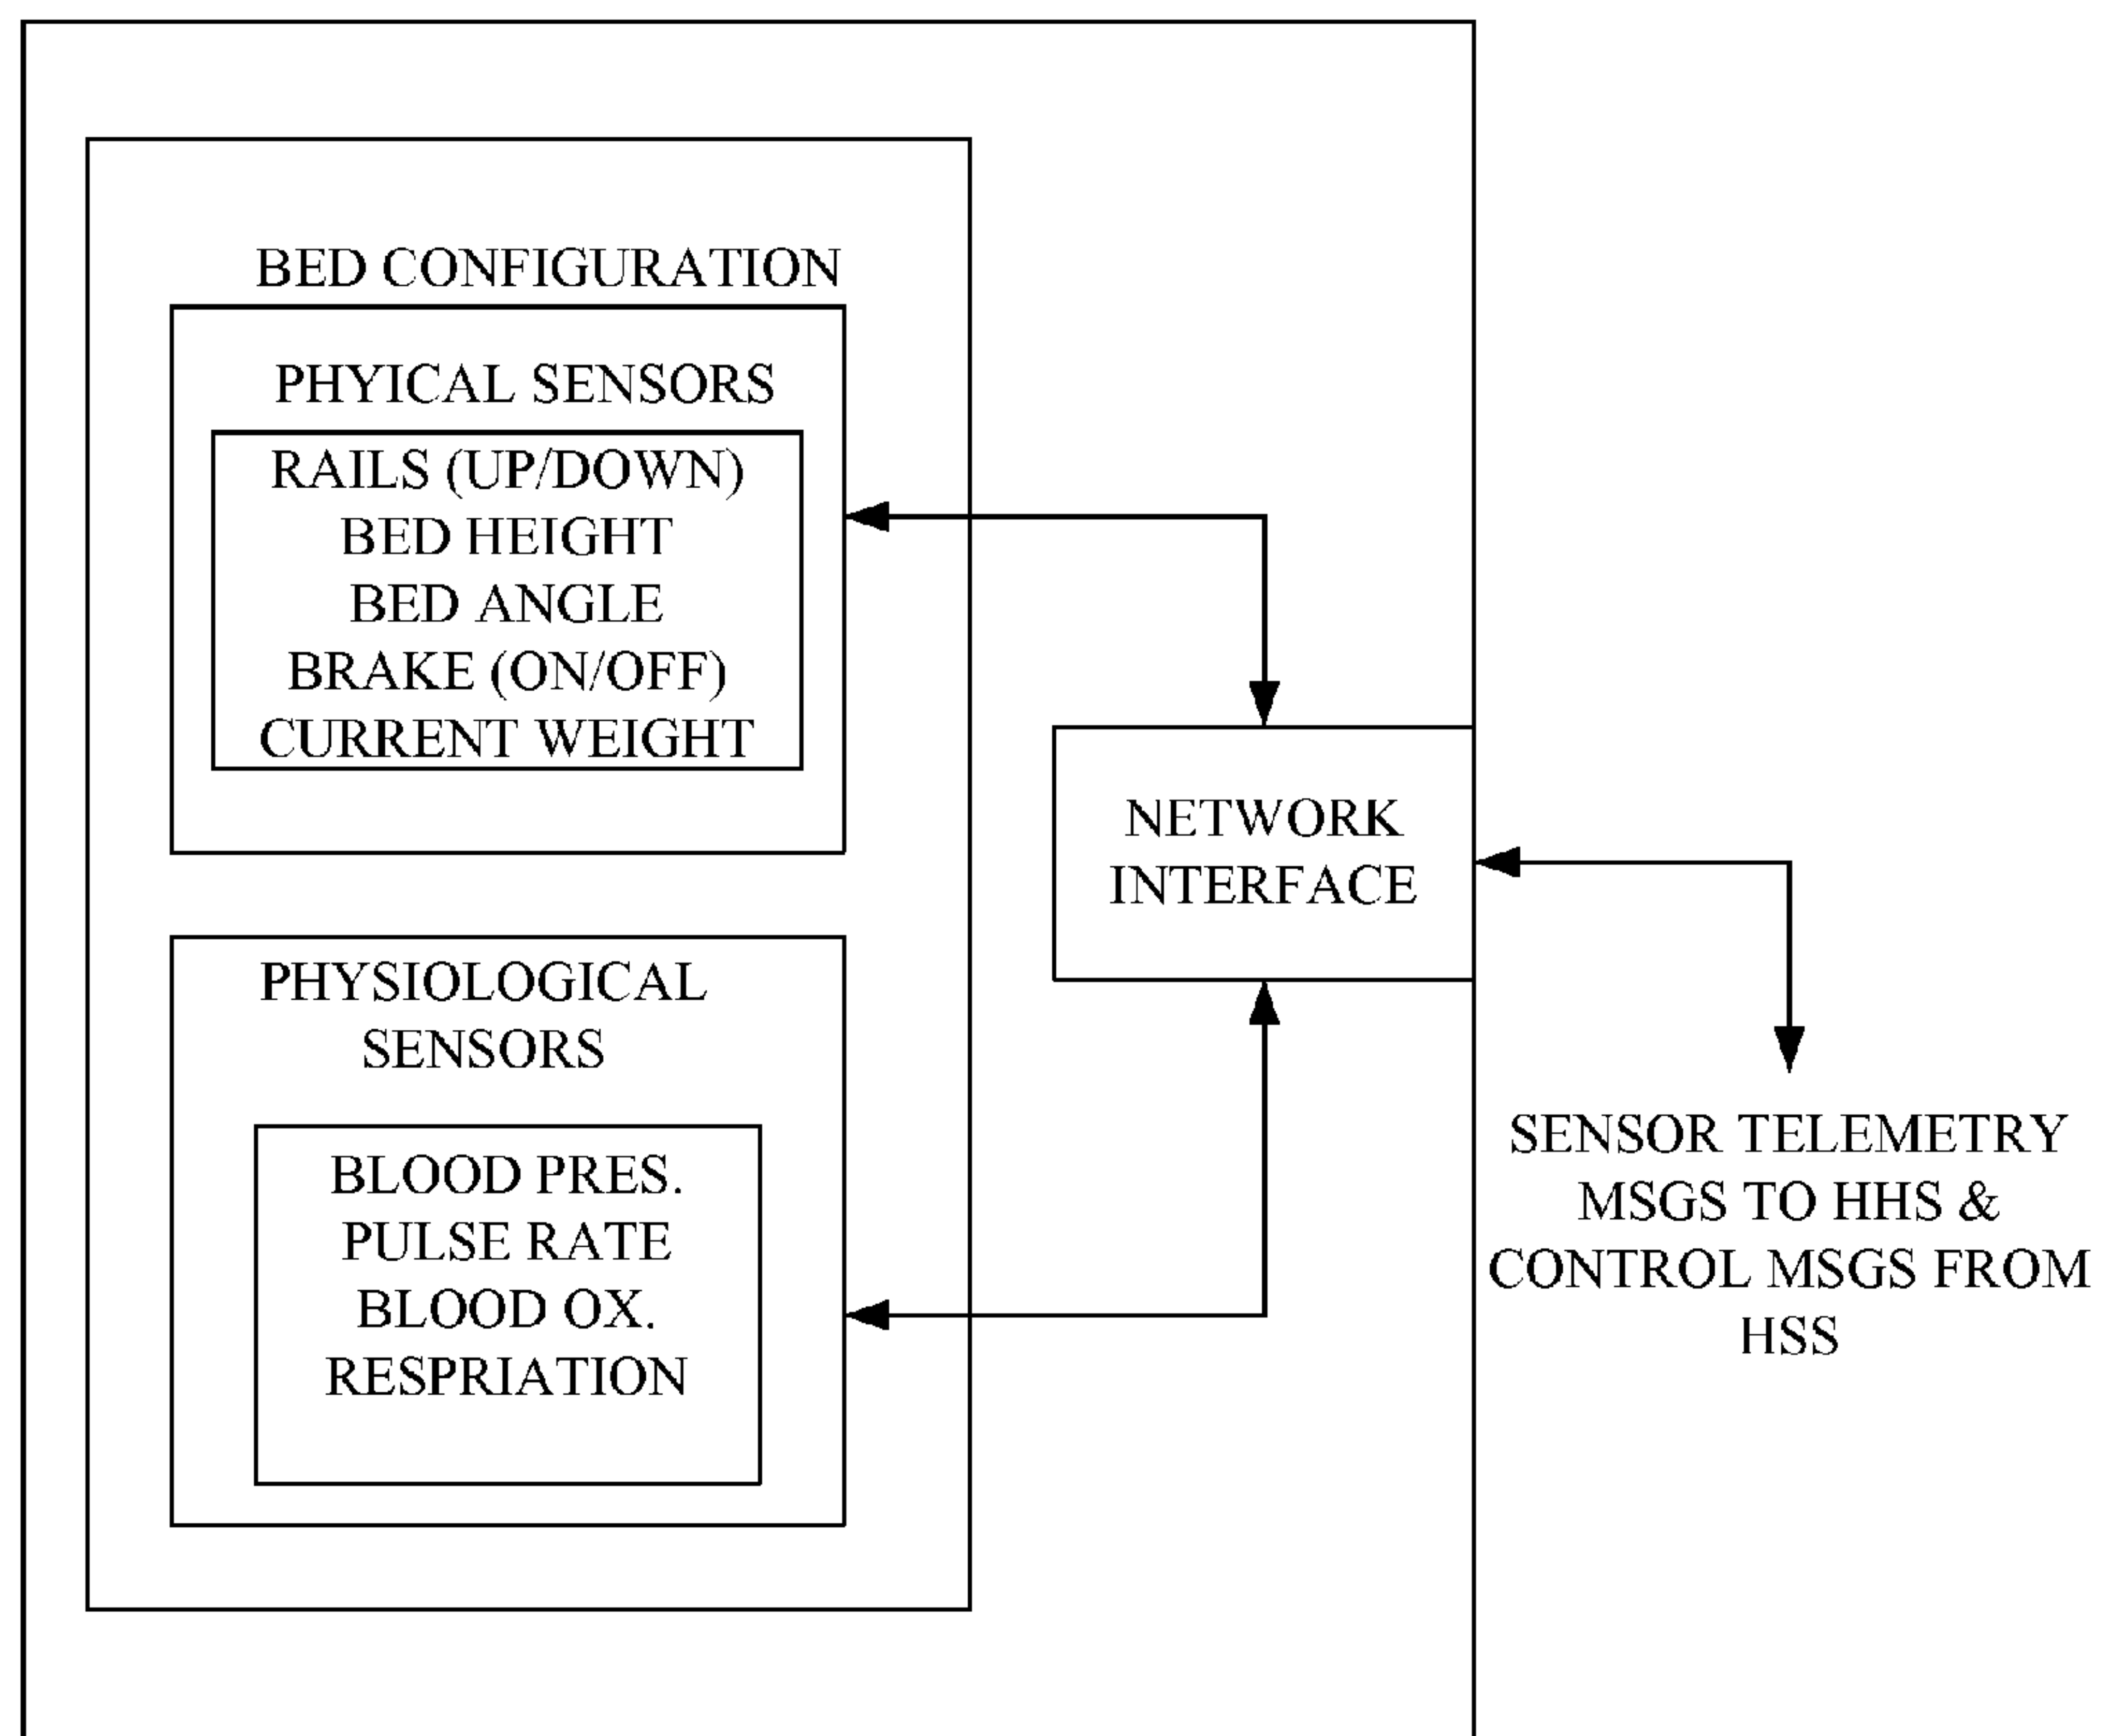 BED CONFIGURATION
PHYICAL SENSORS
RAILS (UP/DOWN)
BED HEIGHT
BED ANGLE
BRAKE (ON/OFF)
CURRENT WEIGHT
NETWORK
INTERFACE
PHYSIOLOGICAL
SENSORS
BLOOD PRES.
PULSE RATE
BLOOD OX.
RESPRIATION
SENSOR TELEMETRY
MSGS TO HHS &
CONTROL MSGS FROM
HSS